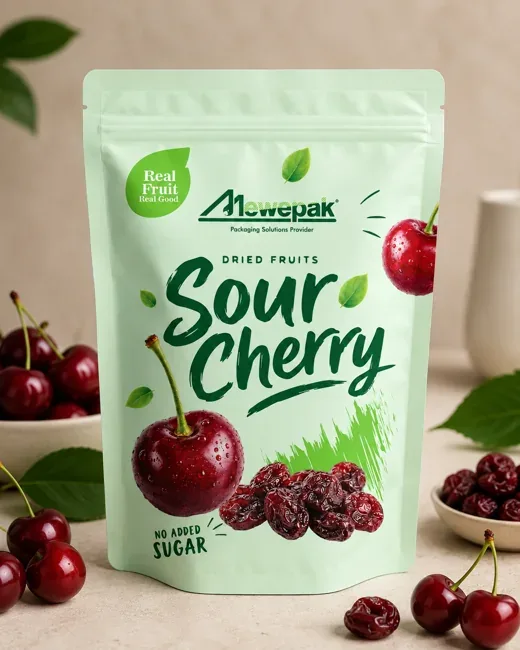 Real
Fruit
Real Good
Mewepak®
Packaging Solutions Provider
DRIED FRUITS
Sour
Cherry
NO ADDED
SUGAR